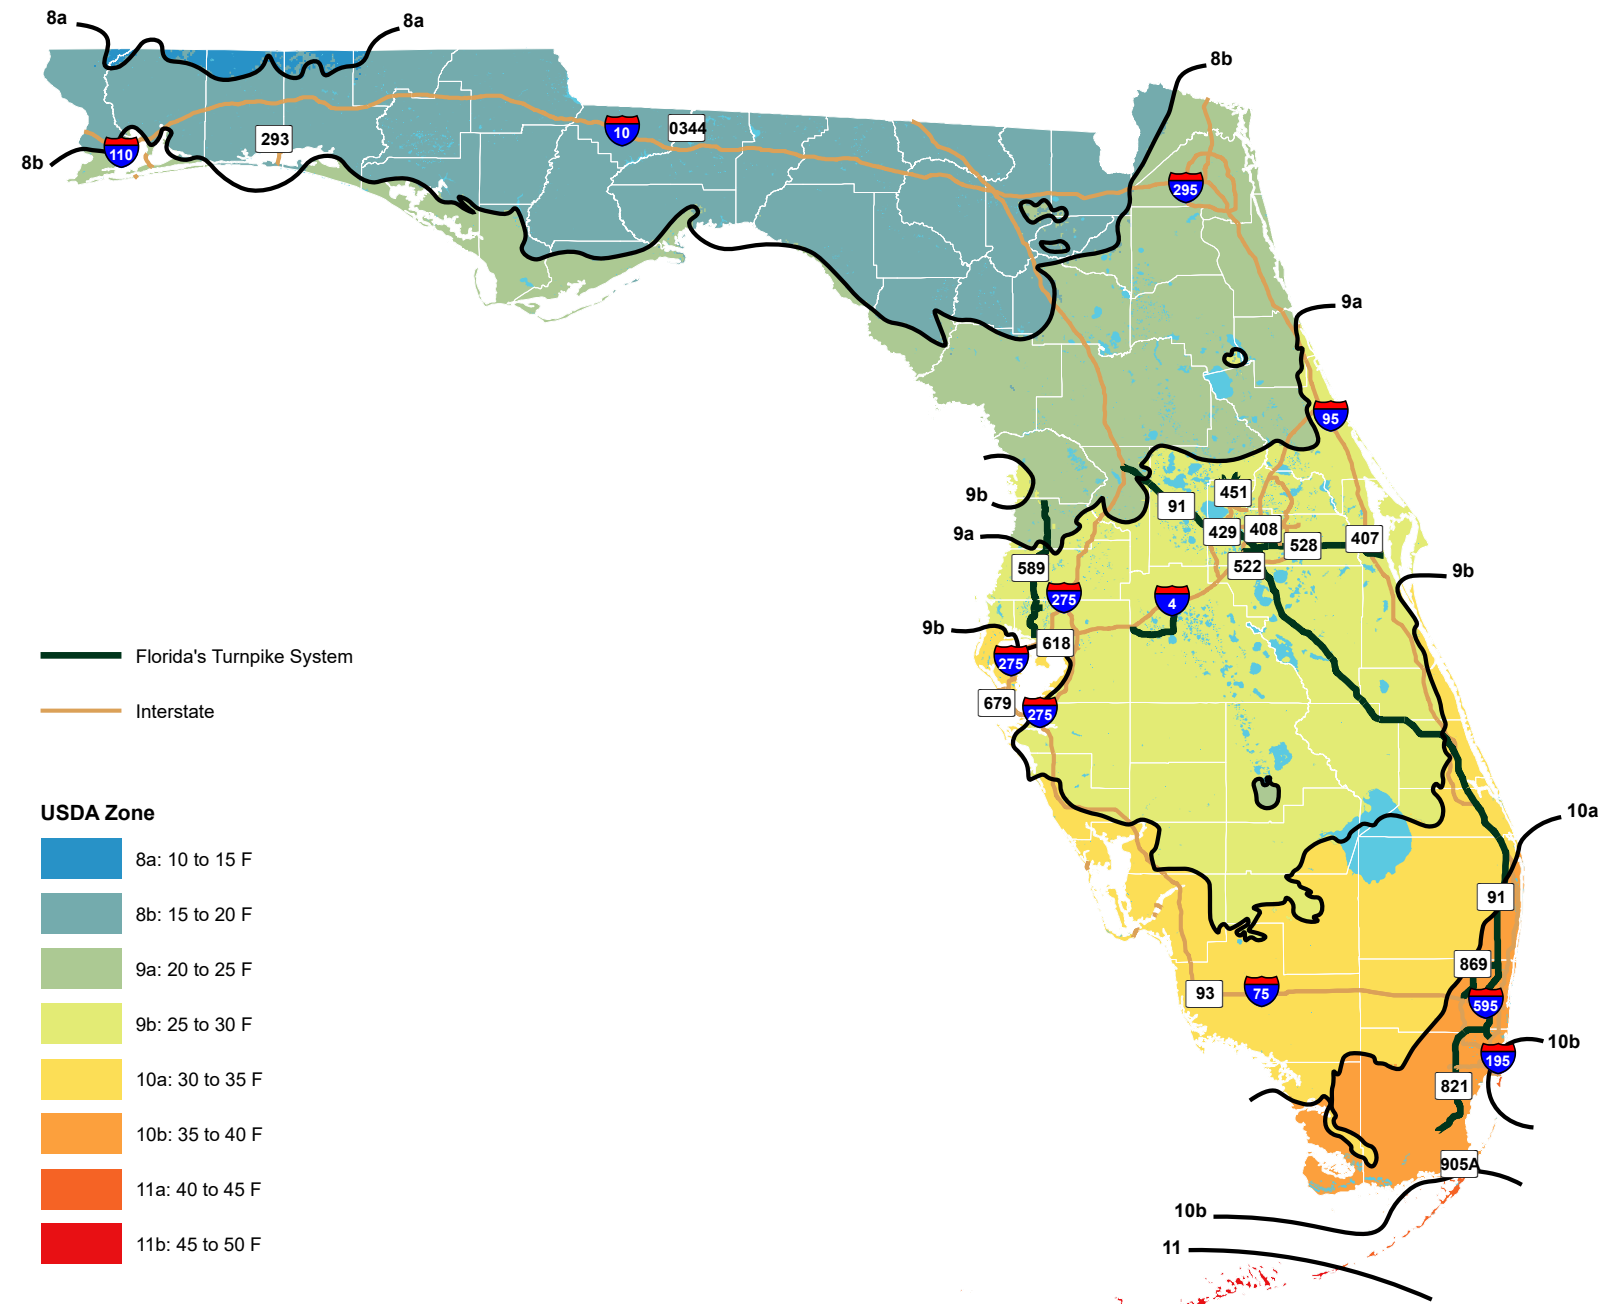 8a
8a
8b
9a
8b
110
293
10
0344
295
95
9b
9a
91
451
429
408
528
407
522
589
275
4
9b
9b
618
275
679
275
Florida's Turnpike System
Interstate
USDA Zone
8a: 10 to 15 F
8b: 15 to 20 F
9a: 20 to 25 F
9b: 25 to 30 F
10a: 30 to 35 F
10b: 35 to 40 F
11a: 40 to 45 F
11b: 45 to 50 F
10a
91
869
93
75
595
10b
195
821
905A
10b
11